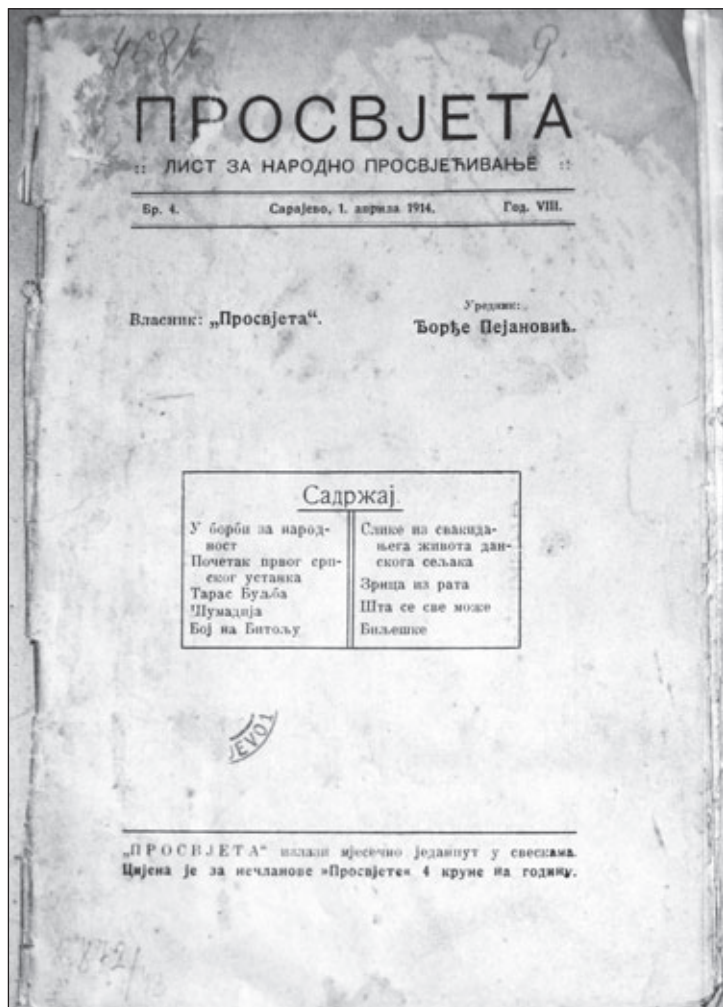 ПРОСВЈЕТА
:: ЛИСТ ЗА НАРОДНО ПРОСВЈЕЋИВАЊЕ ::
Бр. 4. Сарајево, 1. априла 1914. Год. VIII.
Власник: „Просвјета“.
Уредник:
Ђорђе Пејановић.
Садржај
У борби за народ-
ност
Почетак првог срп-
ског устанка
Тарас Буљба
Шумадија
Бој на Битољу
Слике из свакида-
њега живота дан-
скога сељака
Зрнца из рата
Шта се све може
Биљешке
EVO
„ПРОСВЈЕТА“ излази мјесечно једанпут у свескама.
Цијена је за нечланове »Просвјете« 4 круне на годину.